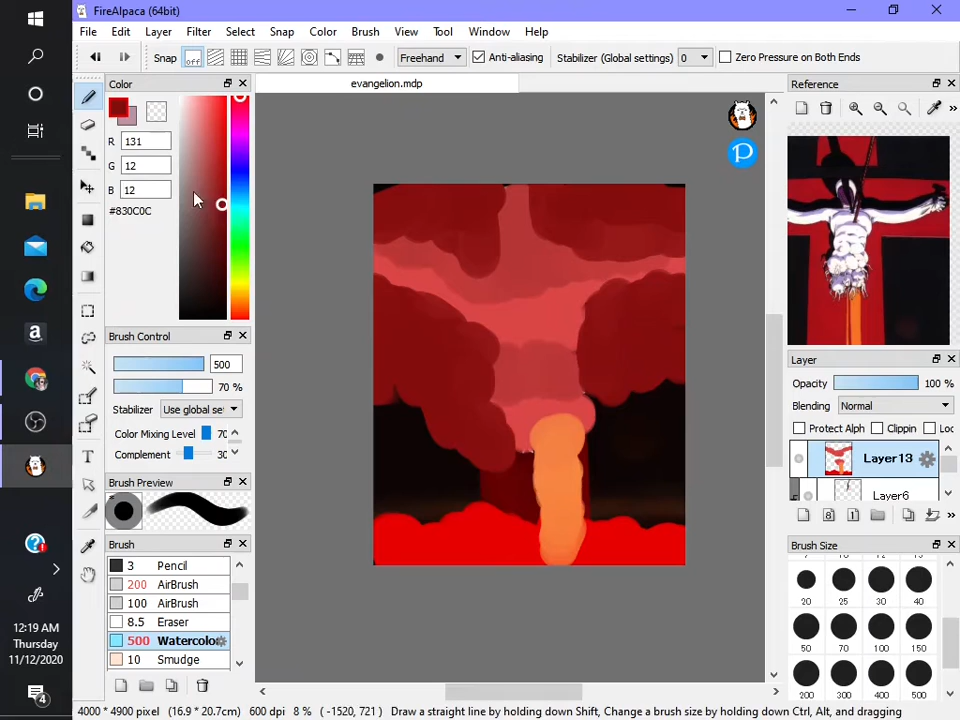 FireAlpaca (64bit)
File Edit Layer Filter Select Snap Color Brush View Tool Window Help
Snap off Freehand Anti-aliasing Stabilizer (Global settings) 0 Zero Pressure on Both Ends
Color
R 131
G 12
B 12
#830C0C
Brush Control
500
70 %
Stabilizer Use global se
Color Mixing Level 70
Complement 30
Brush Preview
Brush
3 Pencil
200 AirBrush
100 AirBrush
8.5 Eraser
500 Watercolor
10 Smudge
evangelion.mdp
P
Reference
Layer
Opacity 100 %
Blending Normal
Protect Alph Clippin Loc
Layer13
Layer6
8 1
Brush Size
20 25 30 40
50 70 100 150
200 300 400 500
12:19 AM
Thursday
11/12/2020
4
4000 * 4900 pixel (16.9 * 20.7cm) 600 dpi 8 % ( -1520, 721 ) Draw a straight line by holding down Shift, Change a brush size by holding down Ctrl, Alt, and dragging